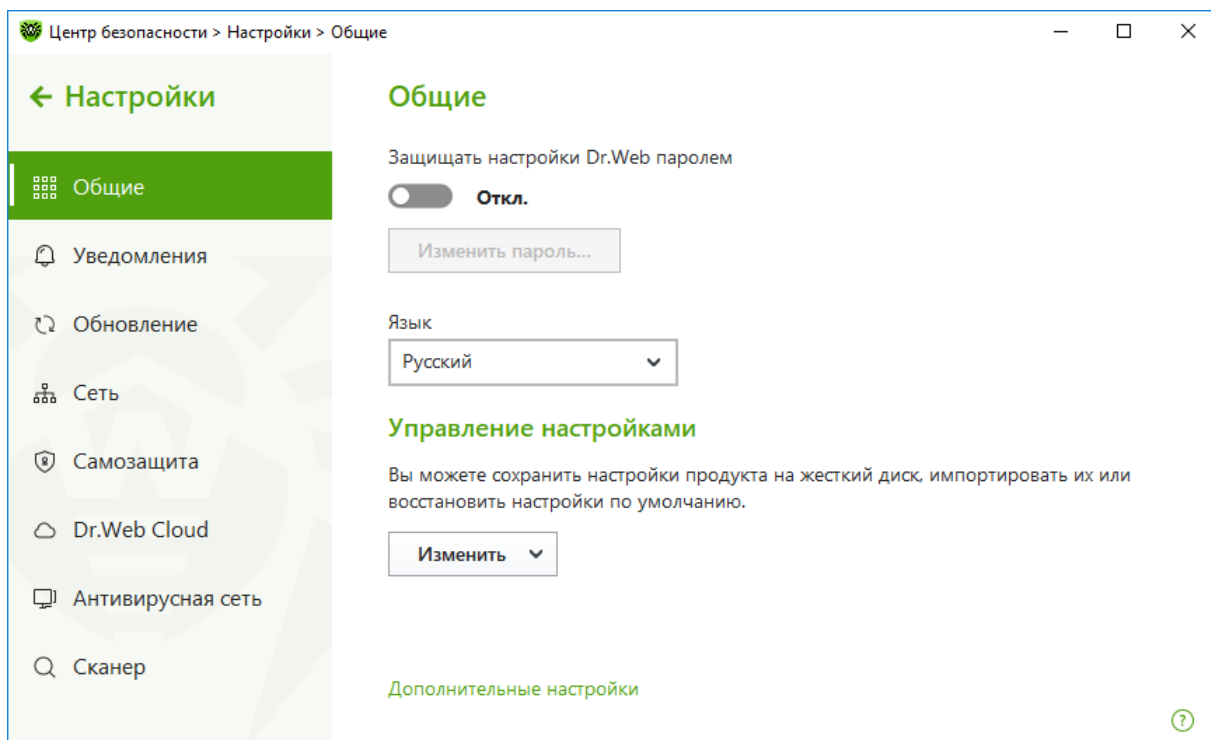 Центр безопасности > Настройки > Общие
Настройки
Общие
Уведомления
Обновление
Сеть
Самозащита
Dr.Web Cloud
Антивирусная сеть
Сканер
Общие
Защищать настройки Dr.Web паролем
Откл.
Изменить пароль...
Язык
Русский
Управление настройками
Вы можете сохранить настройки продукта на жесткий диск, импортировать их или
восстановить настройки по умолчанию.
Изменить
Дополнительные настройки
?